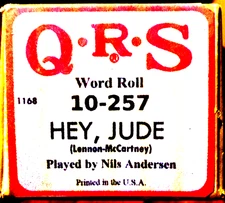 Q·R·S
Word Roll
1168
10-257
HEY, JUDE
(Lennon-McCartney)
Played by Nils Andersen
Printed in the U.S.A.